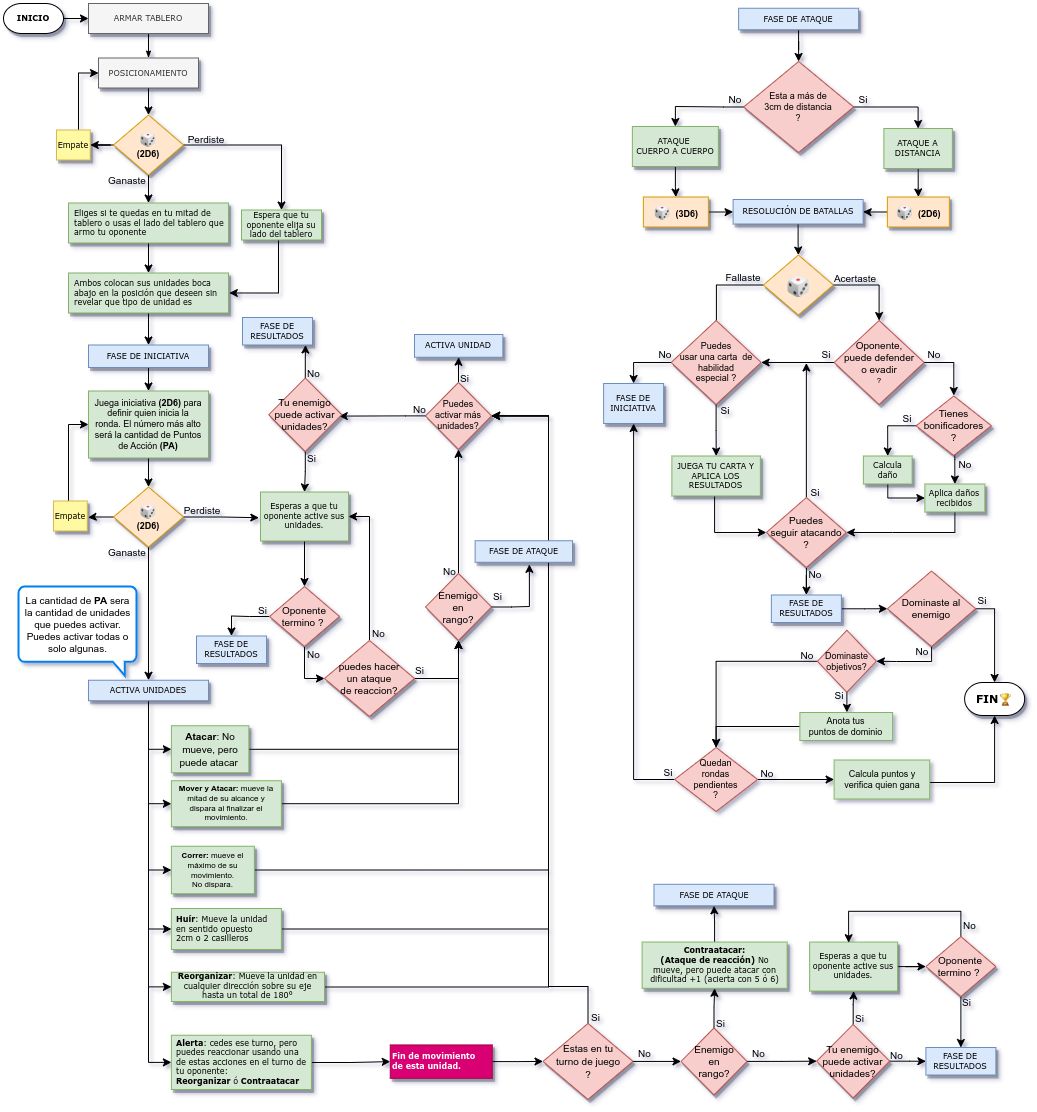 INICIO
ARMAR TABLERO
POSICIONAMIENTO
Empate
(2D6)
Perdiste
Ganaste
Eliges si te quedas en tu mitad de
tablero o usas el lado del tablero que
armo tu oponente
Espera que tu
oponente elija su
lado del tablero
Ambos colocan sus unidades boca
abajo en la posición que deseen sin
revelar que tipo de unidad es
FASE DE INICIATIVA
Juega iniciativa (2D6) para
definir quien inicia la
ronda. El número más alto
será la cantidad de Puntos
de Acción (PA)
Empate
(2D6)
Perdiste
Ganaste
La cantidad de PA sera
la cantidad de unidades
que puedes activar.
Puedes activar todas o
solo algunas.
ACTIVA UNIDADES
FASE DE
RESULTADOS
No
Tu enemigo
puede activar
unidades?
Si
Esperas a que tu
oponente active sus
unidades.
Oponente
termino ?
Si
FASE DE
RESULTADOS
No
puedes hacer
un ataque
de reaccion?
No
Si
ACTIVA UNIDAD
Si
Puedes
activar más
unidades?
No
FASE DE ATAQUE
No
Enemigo
en
rango?
Si
Atacar: No
mueve, pero
puede atacar
Mover y Atacar: mueve la
mitad de su alcance y
dispara al finalizar el
movimiento.
Correr: mueve el
máximo de su
movimiento.
No dispara.
Huír: Mueve la unidad
en sentido opuesto
2cm o 2 casilleros
Reorganizar: Mueve la unidad en
cualquier dirección sobre su eje
hasta un total de 180º
Alerta: cedes ese turno, pero
puedes reaccionar usando una
de estas acciones en el turno de
tu oponente:
Reorganizar ó Contraatacar
Fin de movimiento
de esta unidad.
Si
Estas en tu
turno de juego
?
No
Enemigo
en
rango?
Si
No
Contraatacar:
(Ataque de reacción) No
mueve, pero puede atacar con
dificultad +1 (acierta con 5 ó 6)
FASE DE ATAQUE
Tu enemigo
puede activar
unidades?
Si
No
Esperas a que tu
oponente active sus
unidades.
No
Oponente
termino ?
Si
FASE DE
RESULTADOS
FASE DE ATAQUE
Esta a más de
3cm de distancia
?
No
Si
ATAQUE
CUERPO A CUERPO
ATAQUE A
DISTANCIA
(3D6)
RESOLUCIÓN DE BATALLAS
(2D6)
Fallaste
Acertaste
Puedes
usar una carta de
habilidad
especial ?
No
Si
Oponente,
puede defender
o evadir
?
Si
No
FASE DE
INICIATIVA
Tienes
bonificadores
?
Si
No
JUEGA TU CARTA Y
APLICA LOS
RESULTADOS
Calcula
daño
Aplica daños
recibidos
Si
Puedes
seguir atacando
?
No
FASE DE
RESULTADOS
Dominaste al
enemigo
Si
No
Dominaste
objetivos?
No
Si
Anota tus
puntos de dominio
FIN
Quedan
rondas
pendientes
?
Si
No
Calcula puntos y
verifica quien gana